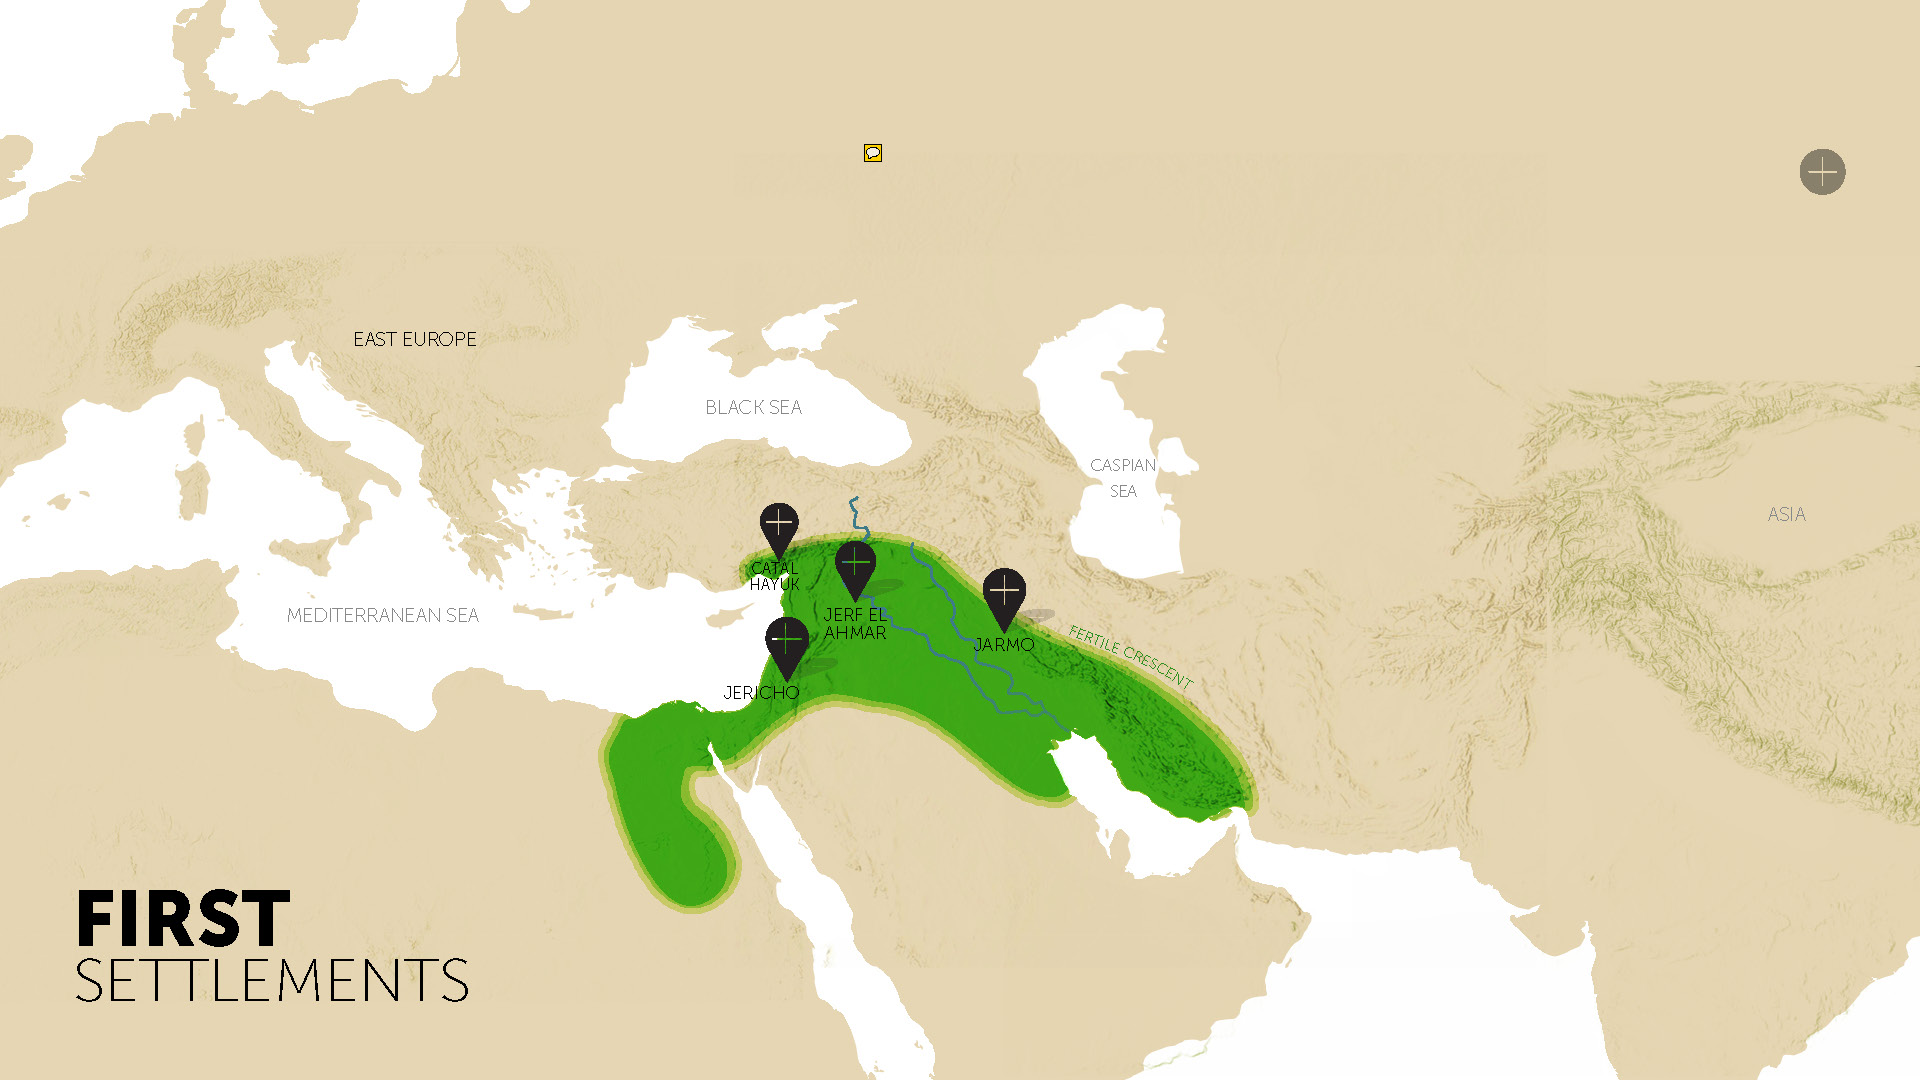 EAST EUROPE
BLACK SEA
CASPIAN
SEA
ASIA
CATAL
HAYUK
JERF EL
AHMAR
MEDITERRANEAN SEA
JARMO
FERTILE CRESCENT
JERICHO
FIRST
SETTLEMENTS